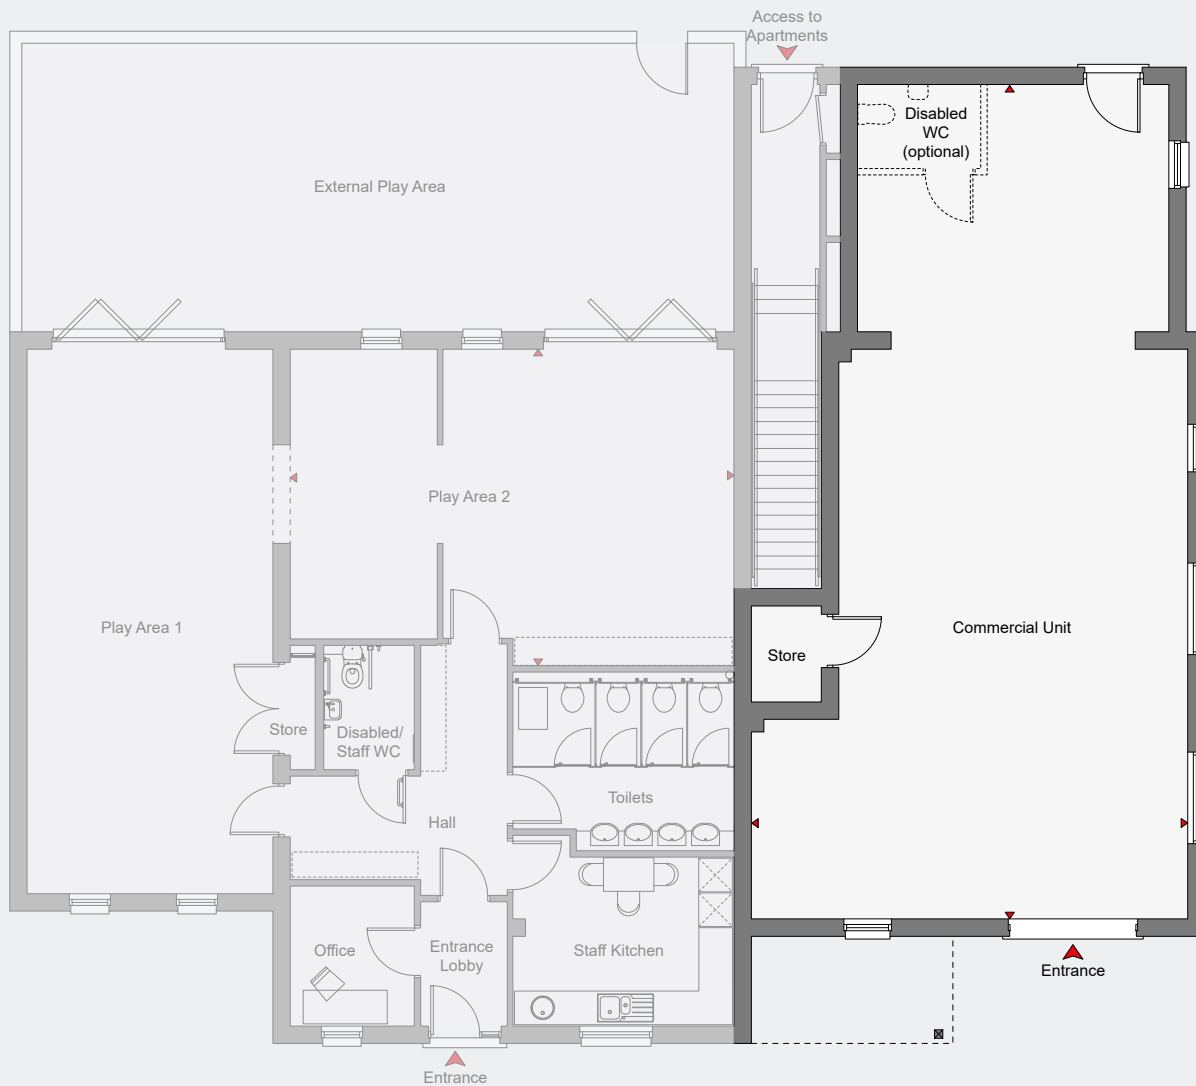 Access to
Apartments
Disabled
WC
(optional)
External Play Area
Play Area 2
Play Area 1
Commercial Unit
Store
Store
Disabled/
Staff WC
Toilets
Hall
Office
Entrance
Lobby
Staff Kitchen
Entrance
Entrance